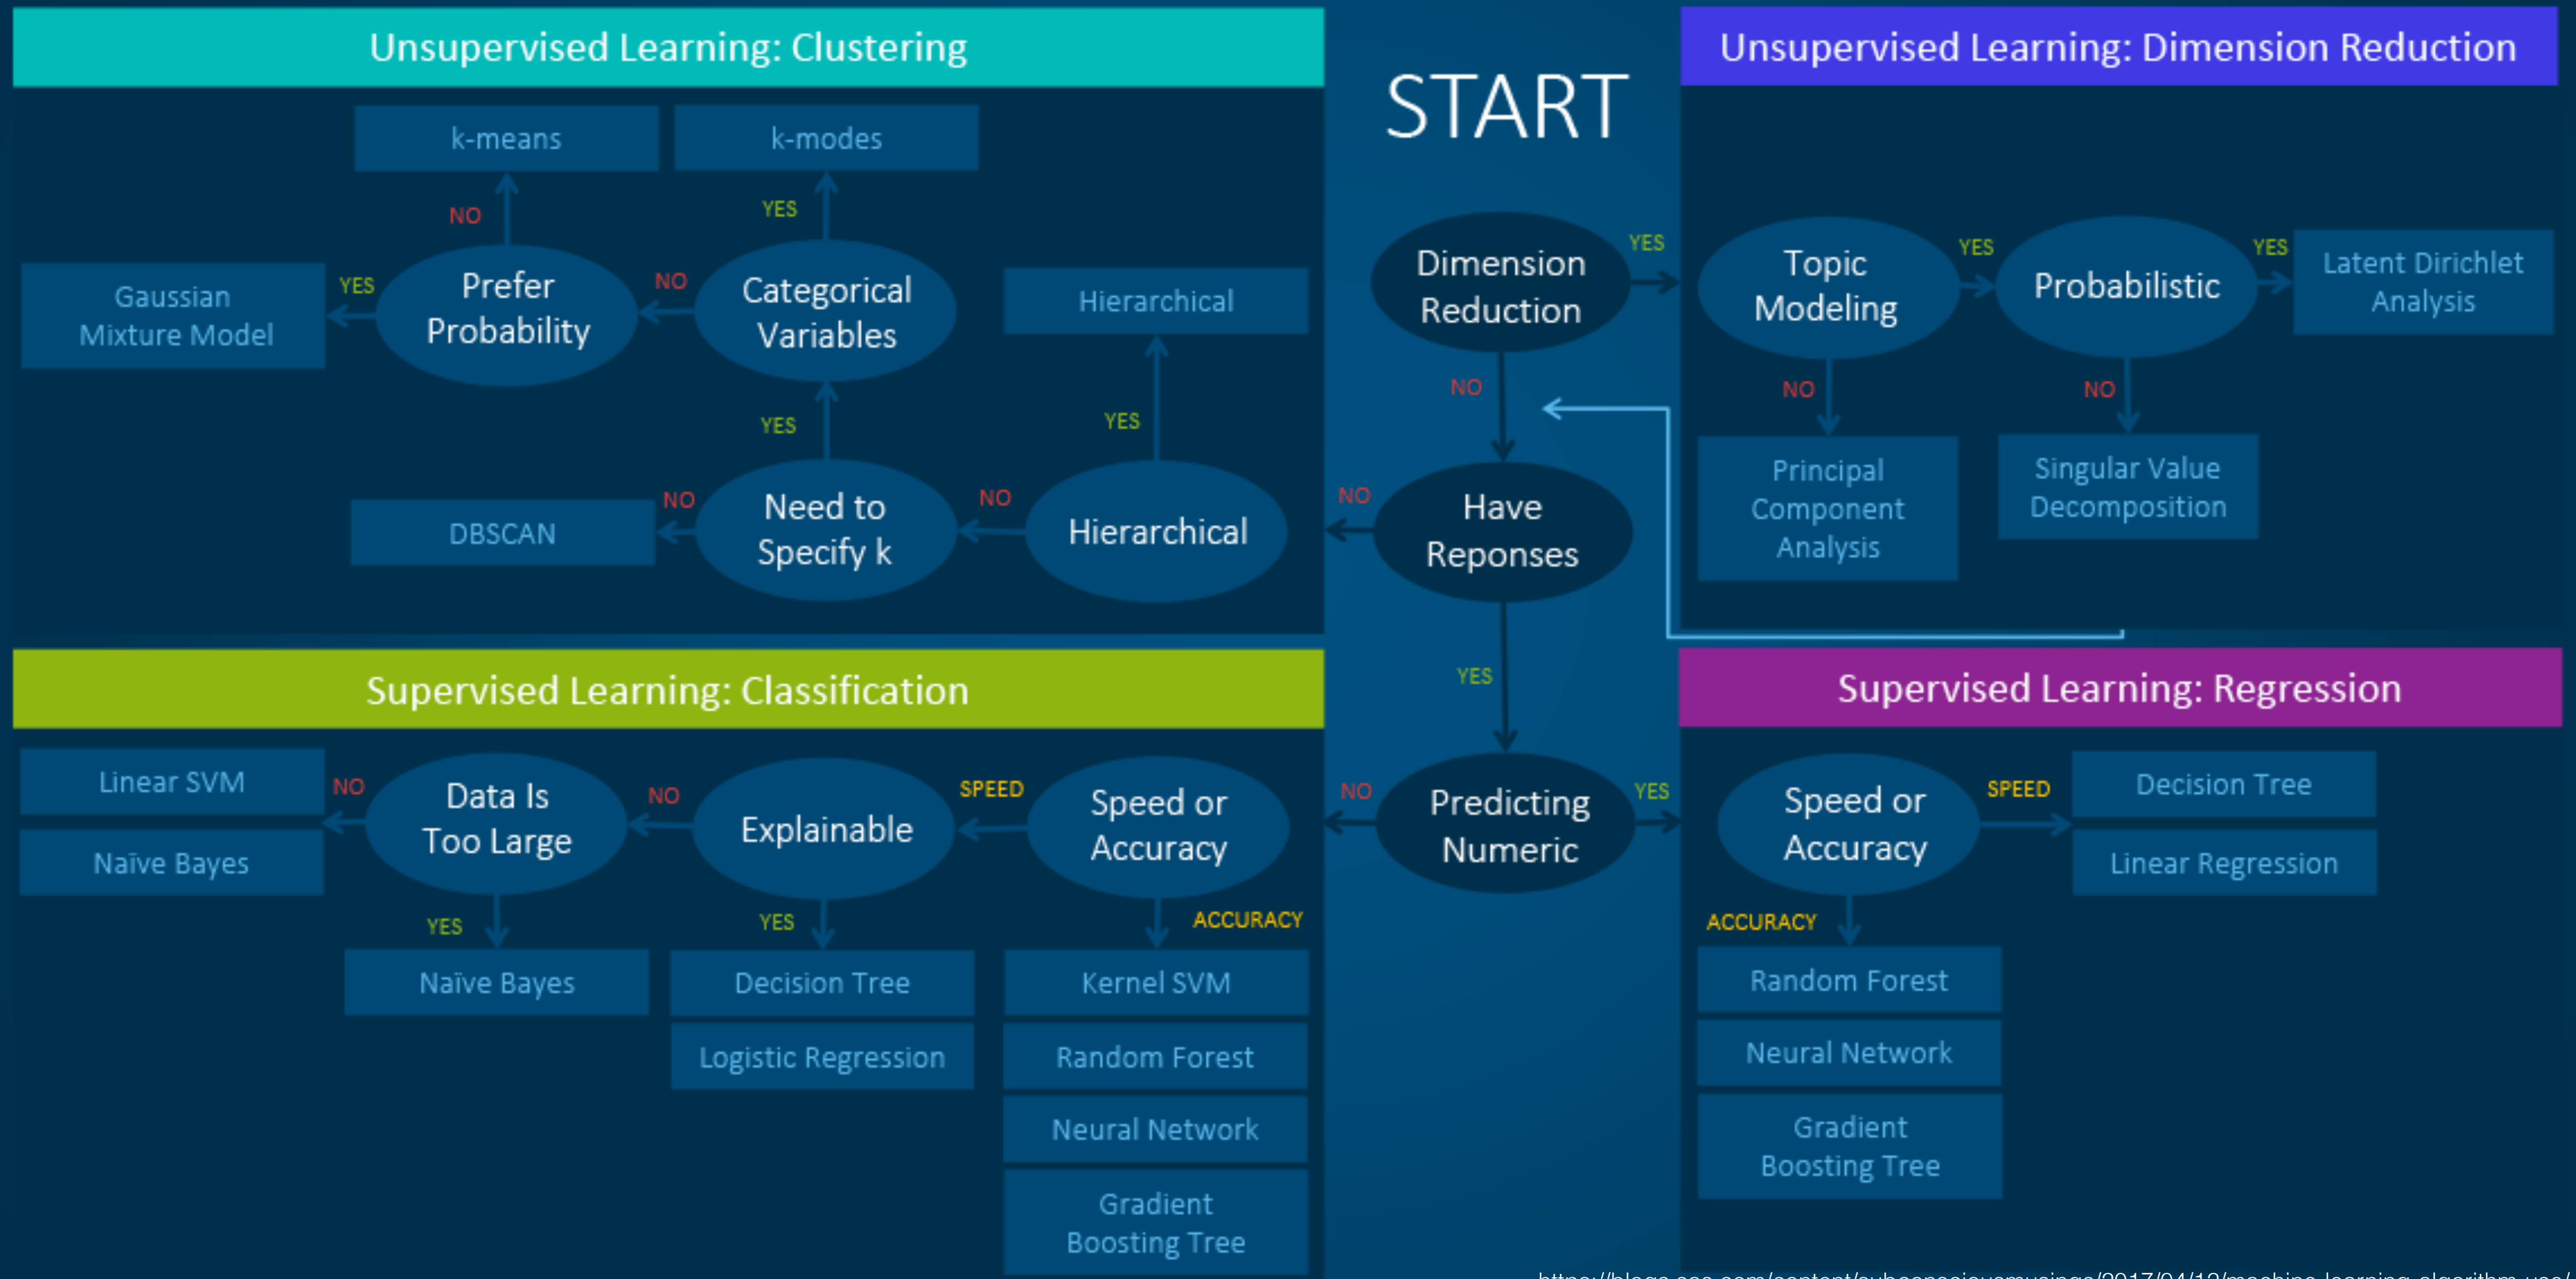 Unsupervised Learning: Clustering
k-means
k-modes
NO
YES
Gaussian
Mixture Model
YES
Prefer
Probability
NO
Categorical
Variables
Hierarchical
YES
YES
DBSCAN
NO
Need to
Specify k
NO
Hierarchical
START
Dimension
Reduction
YES
NO
NO
Have
Reponses
YES
NO
Predicting
Numeric
YES
Unsupervised Learning: Dimension Reduction
Topic
Modeling
YES
Probabilistic
YES
Latent Dirichlet
Analysis
NO
NO
Principal
Component
Analysis
Singular Value
Decomposition
Supervised Learning: Classification
Linear SVM
Naïve Bayes
NO
Data Is
Too Large
NO
Explainable
SPEED
Speed or
Accuracy
YES
YES
ACCURACY
Naïve Bayes
Decision Tree
Logistic Regression
Kernel SVM
Random Forest
Neural Network
Gradient
Boosting Tree
Supervised Learning: Regression
Speed or
Accuracy
SPEED
Decision Tree
Linear Regression
ACCURACY
Random Forest
Neural Network
Gradient
Boosting Tree